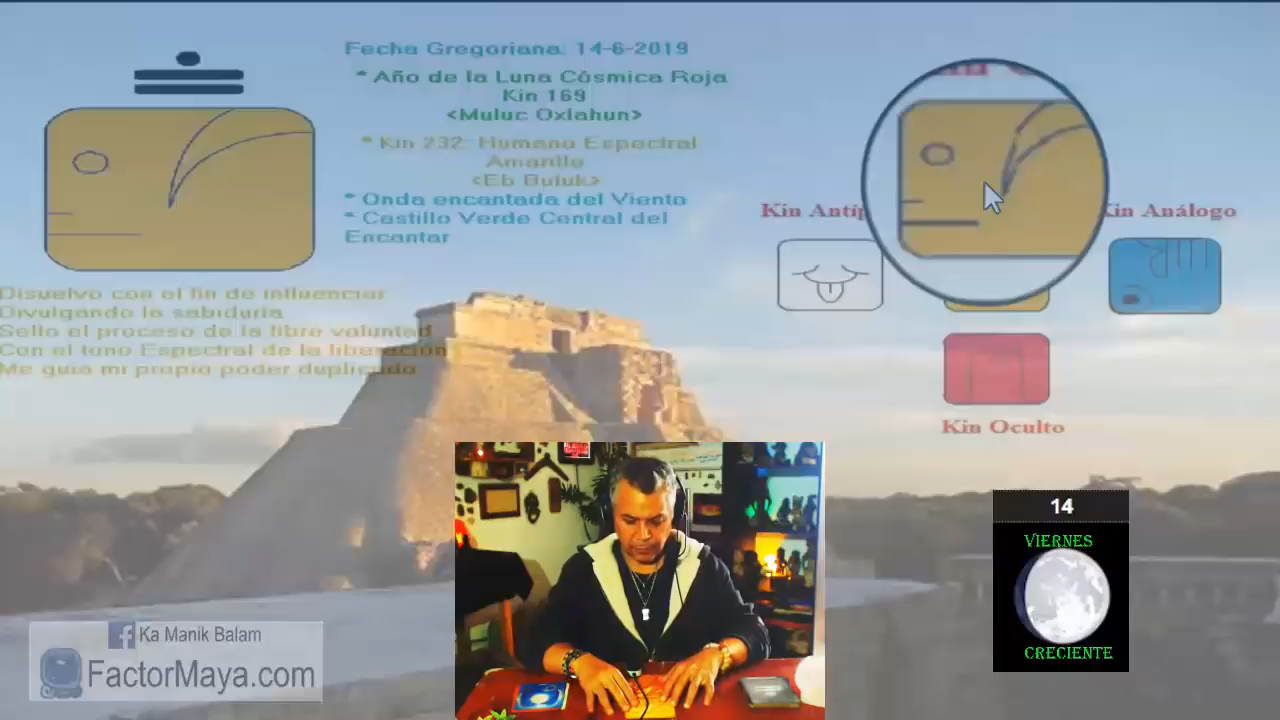 Fecha Gregoriana: 14-6-2019
* Año de la Luna Cósmica Roja
Kin 169
<Muluc Oxlahun>
* Kin 232: Humano Espectral
Amarillo
<Eb Buluk>
* Onda encantada del Viento
* Castillo Verde Central del
Encantar
Disuelvo con el fin de influenciar
Divulgando la sabiduría
Sello el proceso de la libre voluntad
Con el tono Espectral de la liberación
Me guía mi propio poder duplicado
Kin Antíp
Kin Análogo
Kin Oculto
14
VIERNES
CRECIENTE
Ka Manik Balam
FactorMaya.com